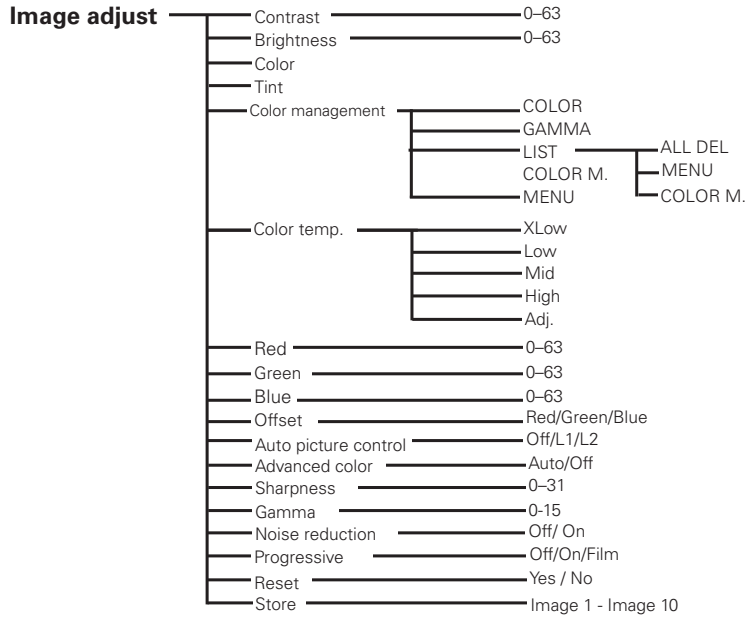 Image adjust
Contrast 0–63
Brightness 0–63
Color
Tint
Color management COLOR
GAMMA
LIST ALL DEL
MENU
COLOR M.
COLOR M.
MENU
Color temp. XLow
Low
Mid
High
Adj.
Red 0–63
Green 0–63
Blue 0–63
Offset Red/Green/Blue
Auto picture control Off/L1/L2
Advanced color Auto/Off
Sharpness 0–31
Gamma 0-15
Noise reduction Off/ On
Progressive Off/On/Film
Reset Yes / No
Store Image 1 - Image 10